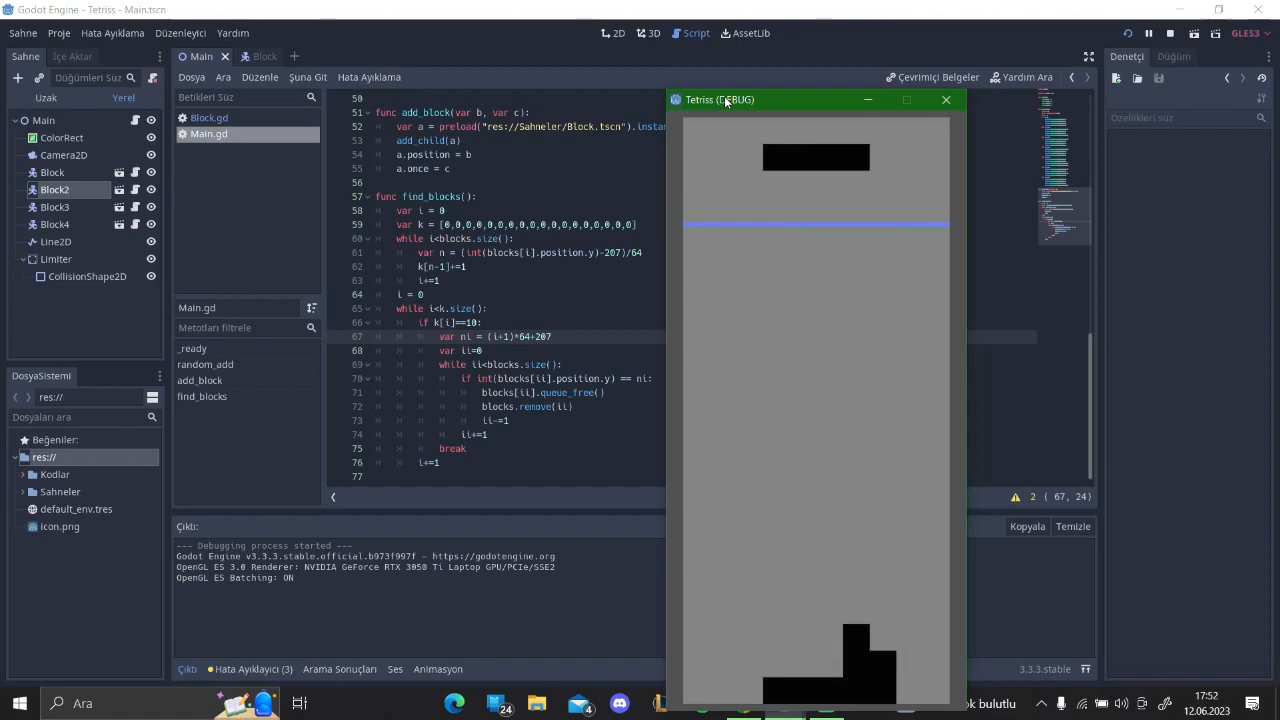 Godot Engine - Tetriss - Main.tscn
Sahne Proje Hata Ayıklama Düzenleyici Yardım
2D 3D Script AssetLib
GLES3
Sahne İçe Aktar
Düğümleri Süz
Uzak Yerel
Main
ColorRect
Camera2D
Block
Block2
Block3
Block4
Line2D
Limiter
CollisionShape2D
DosyaSistemi
res://
Dosyaları ara
Beğeniler:
res://
Kodlar
Sahneler
default_env.tres
icon.png
Main Block
Dosya Ara Düzenle Şuna Git Hata Ayıklama
Çevrimiçi Belgeler Yardım Ara
Betikleri Süz
Block.gd
Main.gd
Main.gd
Metotları filtrele
_ready
random_add
add_block
find_blocks
50
51 func add_block(var b, var c):
52 var a = preload("res://Sahneler/Block.tscn").instan
53 add_child(a)
54 a.position = b
55 a.once = c
56
57 func find_blocks():
58 var i = 0
59 var k = [0,0,0,0,0,0,0,0,0,0,0,0,0,0,0,0,0,0]
60 while i<blocks.size():
61 var n = (int(blocks[i].position.y)-207)/64
62 k[n-1]+=1
63 i+=1
64 i = 0
65 while i<k.size():
66 if k[i]==10:
67 var ni = (i+1)*64+207
68 var ii=0
69 while ii<blocks.size():
70 if int(blocks[ii].position.y) == ni:
71 blocks[ii].queue_free()
72 blocks.remove(ii)
73 ii-=1
74 ii+=1
75 break
76 i+=1
77
2 ( 67, 24)
Çıktı:
Kopyala Temizle
--- Debugging process started ---
Godot Engine v3.3.3.stable.official.b973f997f - https://godotengine.org
OpenGL ES 3.0 Renderer: NVIDIA GeForce RTX 3050 Ti Laptop GPU/PCIe/SSE2
OpenGL ES Batching: ON
Çıktı Hata Ayıklayıcı (3) Arama Sonuçları Ses Animasyon
3.3.3.stable
Tetriss (DEBUG)
Denetçi Düğüm
Özellikleri süz
Ara
24
4
ok bulutlu
17:52
12.06.2023